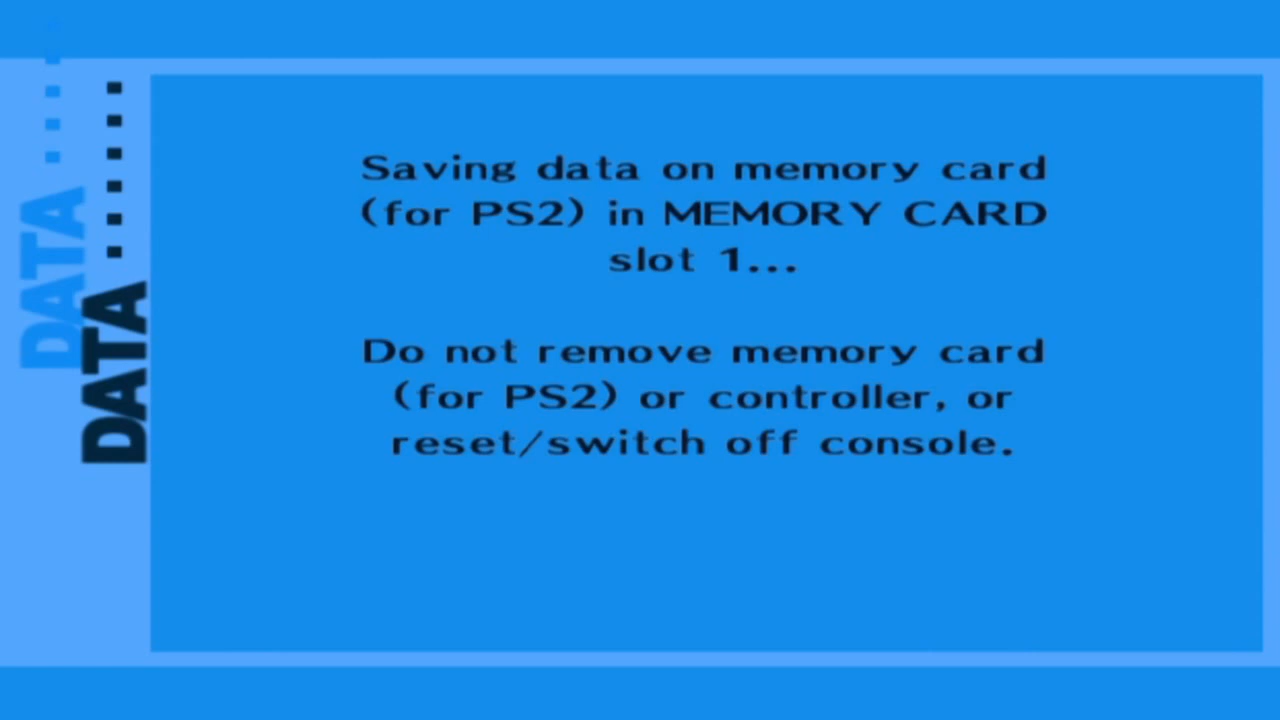 DATA ......
DATA .....
Saving data on memory card
(for PS2) in MEMORY CARD
slot 1...
Do not remove memory card
(for PS2) or controller, or
reset/switch off console.